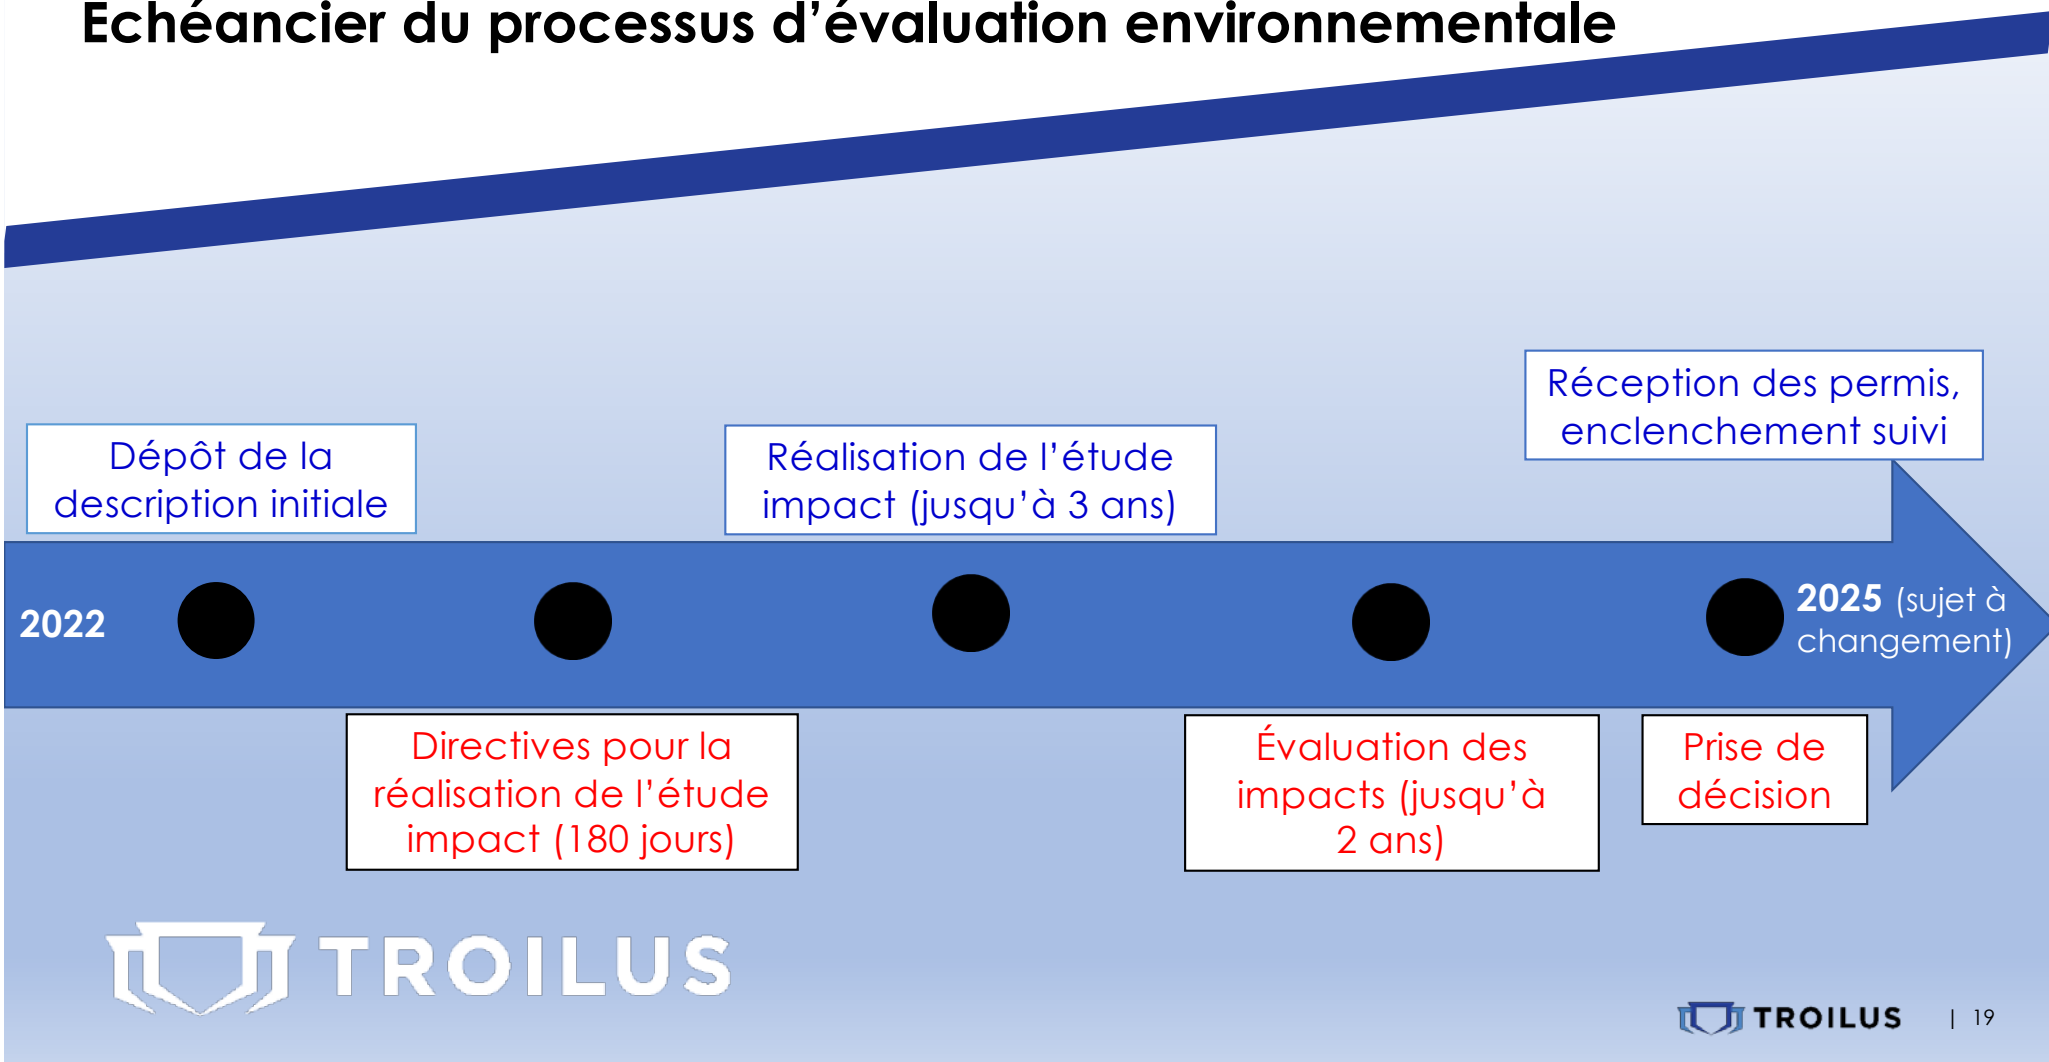 Echéancier du processus d’évaluation environnementale
Réception des permis,
enclenchement suivi
Dépôt de la
description initiale
Réalisation de l’étude
impact (jusqu’à 3 ans)
2022
2025 (sujet à
changement)
Directives pour la
réalisation de l’étude
impact (180 jours)
Évaluation des
impacts (jusqu’à
2 ans)
Prise de
décision
TROILUS
TROILUS | 19